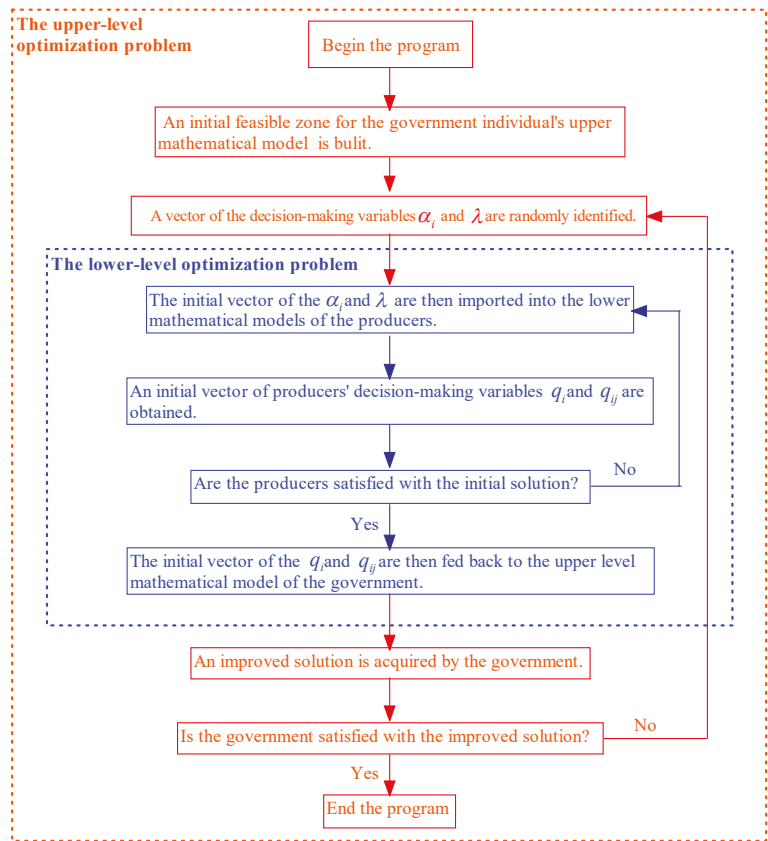 The upper-level
optimization problem
Begin the program
An initial feasible zone for the government individual's upper
mathematical model is bulit.
A vector of the decision-making variables αi and λ are randomly identified.
The lower-level optimization problem
The initial vector of the αi and λ are then imported into the lower
mathematical models of the producers.
An initial vector of producers' decision-making variables qi and qij are
obtained.
Are the producers satisfied with the initial solution?
No
Yes
The initial vector of the qi and qij are then fed back to the upper level
mathematical model of the government.
An improved solution is acquired by the government.
Is the government satisfied with the improved solution?
No
Yes
End the program